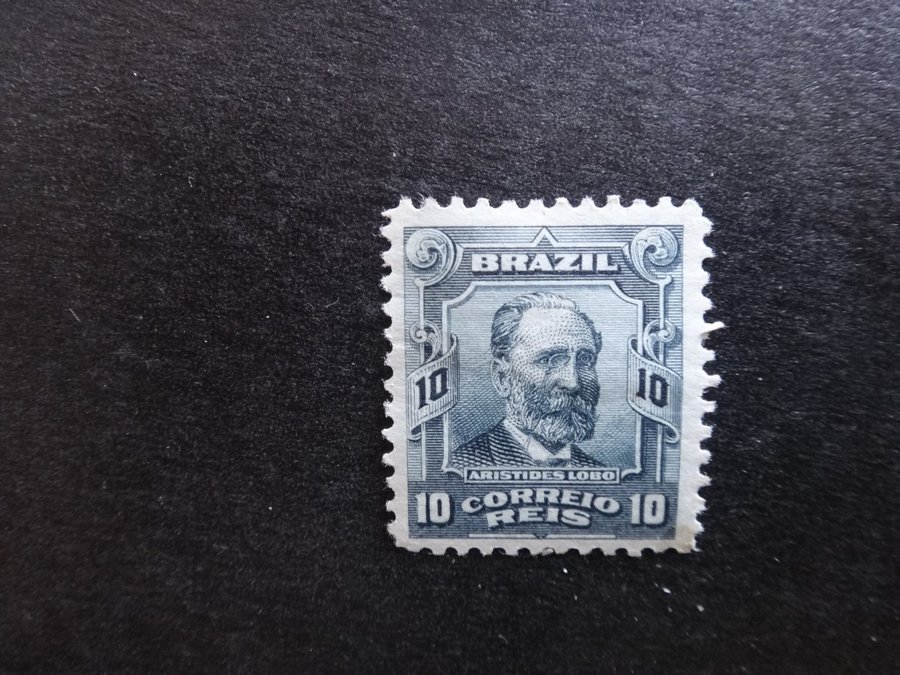 BRAZIL
10 10
ARISTIDES LOBO
10 CORREIO 10
REIS